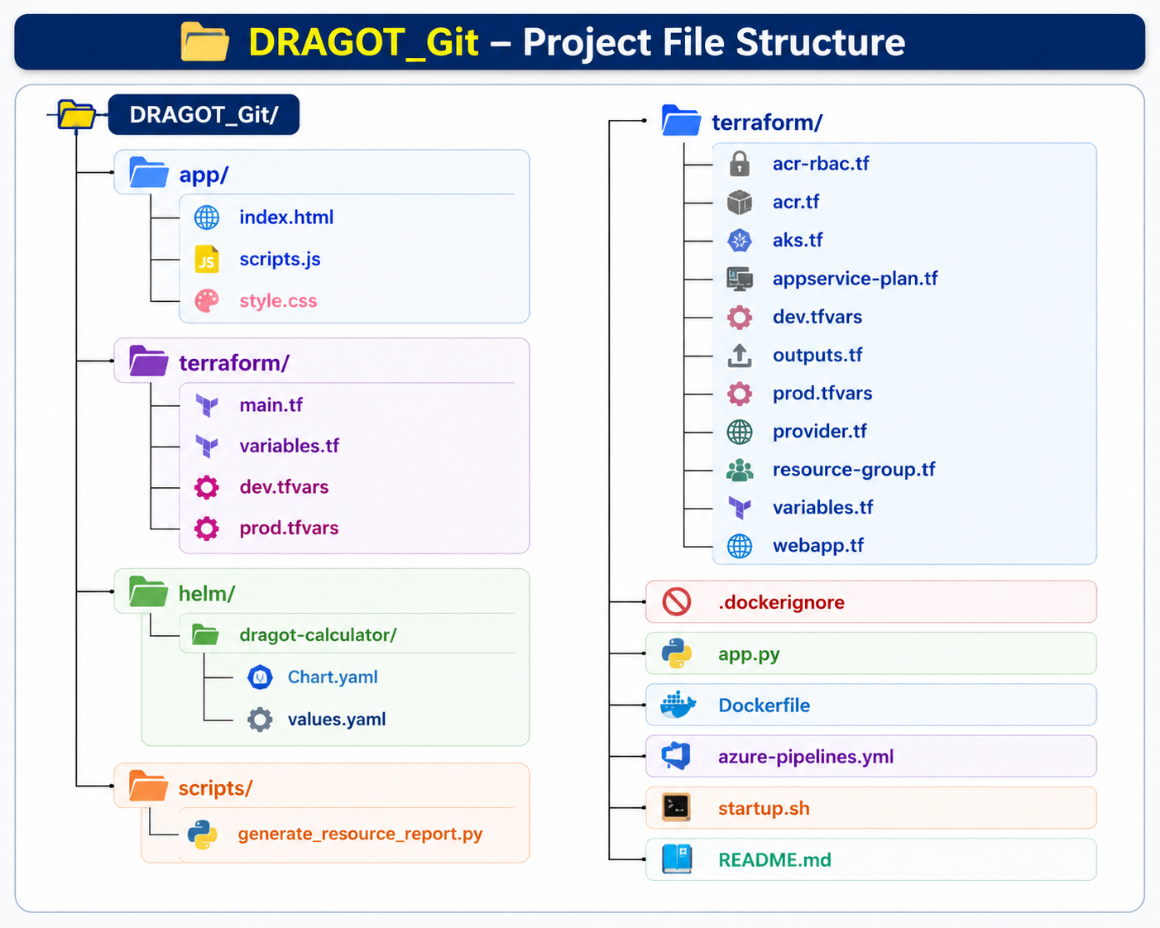 DRAGOT_Git – Project File Structure
DRAGOT_Git/
app/
index.html
JS scripts.js
style.css
terraform/
main.tf
variables.tf
dev.tfvars
prod.tfvars
helm/
dragot-calculator/
Chart.yaml
values.yaml
scripts/
generate_resource_report.py
terraform/
acr-rbac.tf
acr.tf
aks.tf
appservice-plan.tf
dev.tfvars
outputs.tf
prod.tfvars
provider.tf
resource-group.tf
variables.tf
webapp.tf
.dockerignore
app.py
Dockerfile
azure-pipelines.yml
startup.sh
README.md